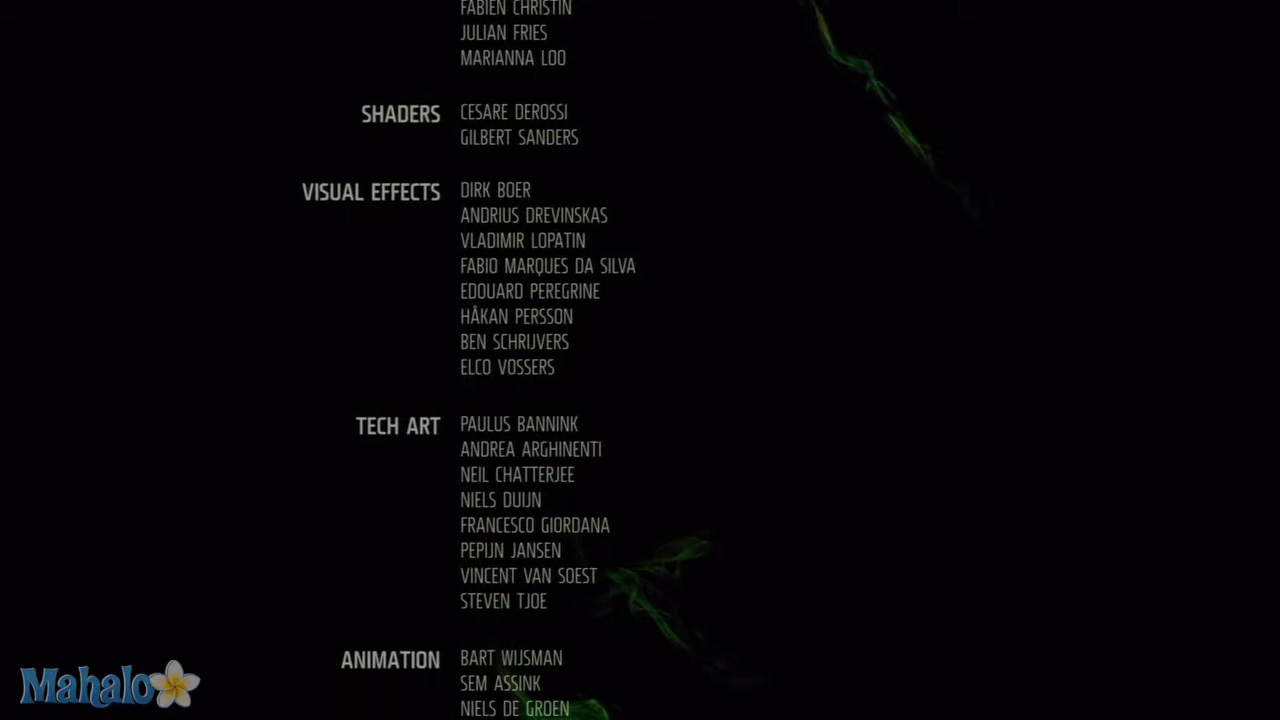 FABIEN CHRISTIN
JULIAN FRIES
MARIANNA LOO
SHADERS CESARE DEROSSI
GILBERT SANDERS
VISUAL EFFECTS DIRK BOER
ANDRIUS DREVINSKAS
VLADIMIR LOPATIN
FABIO MARQUES DA SILVA
EDOUARD PEREGRINE
HÅKAN PERSSON
BEN SCHRIJVERS
ELCO VOSSERS
TECH ART PAULUS BANNINK
ANDREA ARGHINENTI
NEIL CHATTERJEE
NIELS DUIJN
FRANCESCO GIORDANA
PEPIJN JANSEN
VINCENT VAN SOEST
STEVEN TJOE
ANIMATION BART WIJSMAN
SEM ASSINK
NIELS DE GROEN
Mahalo